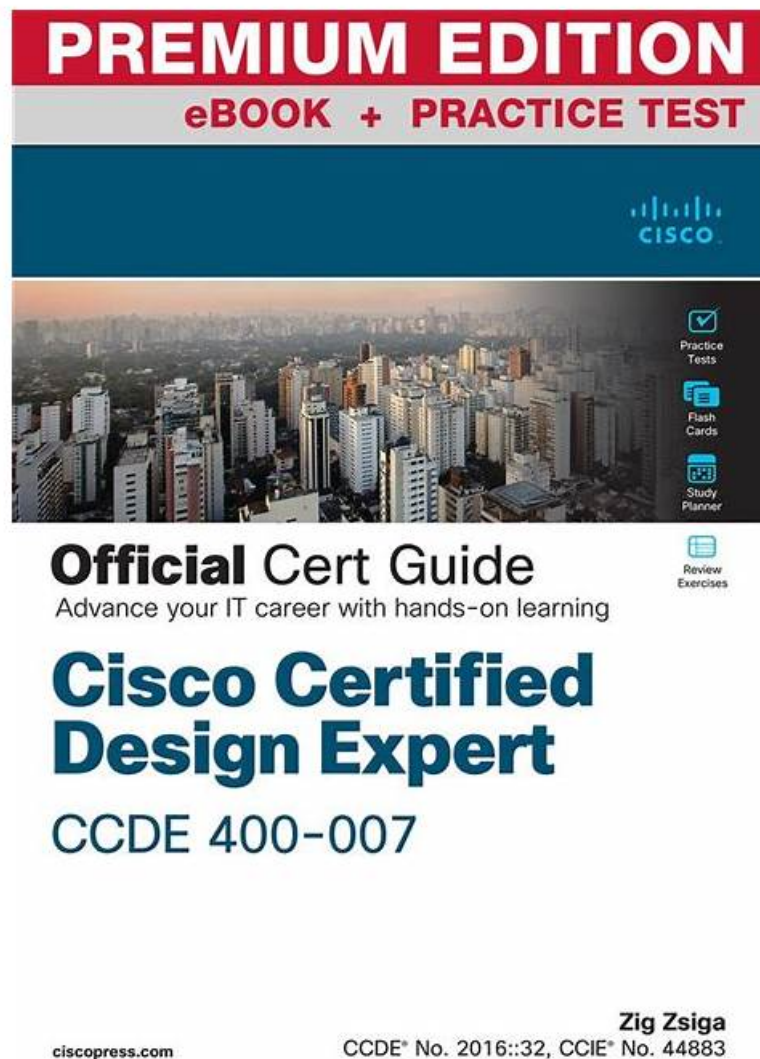 PREMIUM EDITION
eBOOK + PRACTICE TEST
CISCO
Practice
Tests
Flash
Cards
Study
Planner
Review
Exercises
Official Cert Guide
Advance your IT career with hands-on learning
Cisco Certified
Design Expert
CCDE 400-007
Zig Zsiga
ciscopress.com
CCDE® No. 2016::32, CCIE® No. 44883